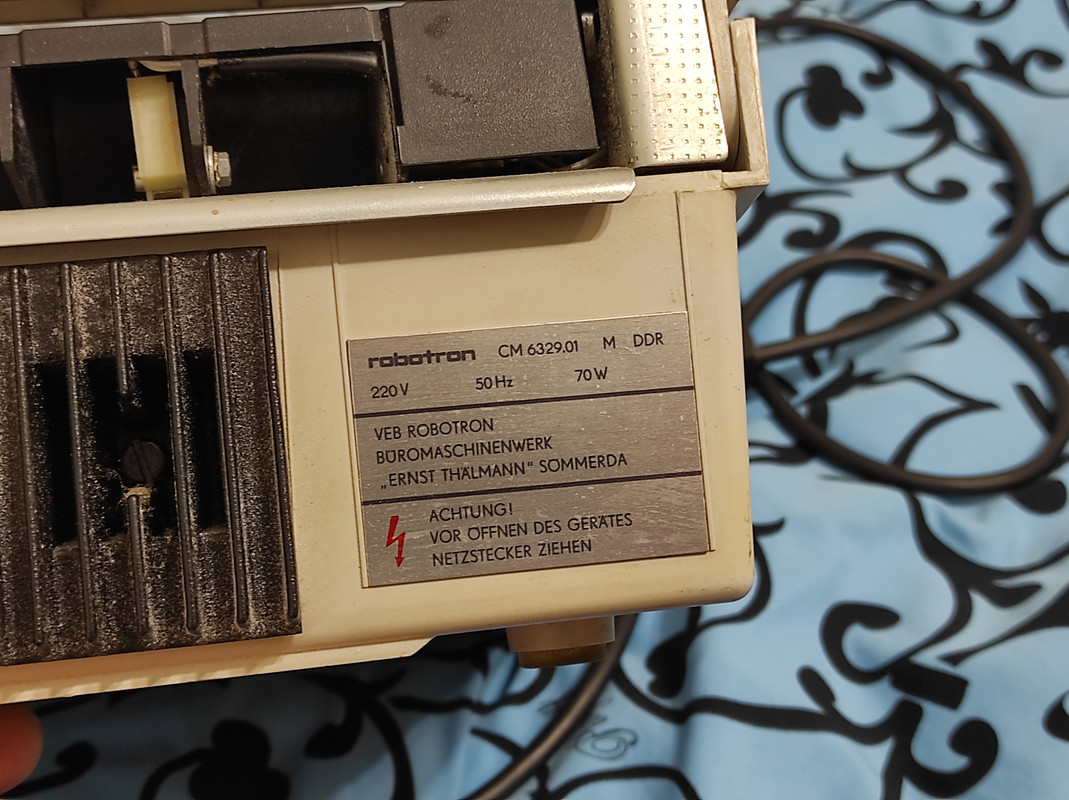 robotron CM 6329.01 M DDR
220 V 50 Hz 70 W
VEB ROBOTRON
BÜROMASCHINENWERK
„ERNST THÄLMANN“ SÖMMERDA
ACHTUNG!
VOR ÖFFNEN DES GERÄTES
NETZSTECKER ZIEHEN